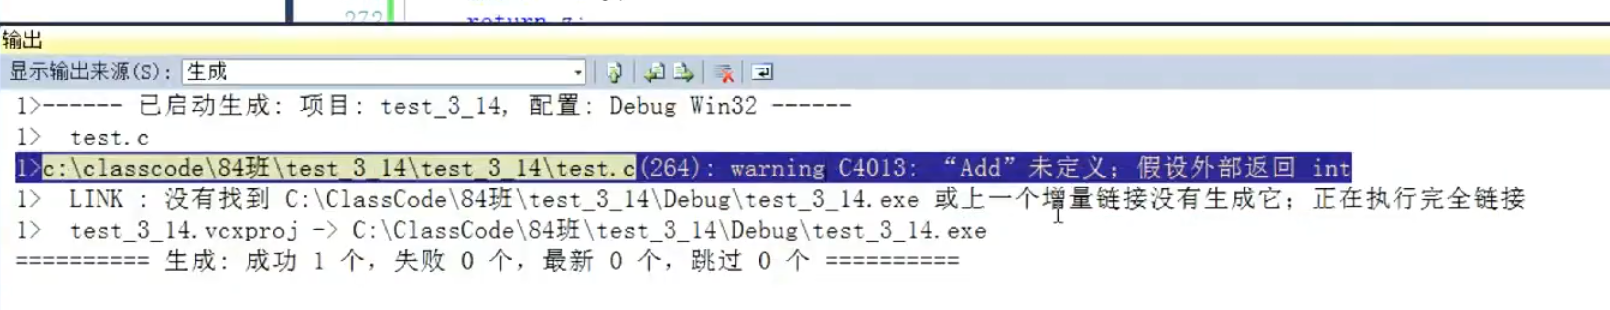 272
return z;
输出
显示输出来源(S): 生成
1>------ 已启动生成: 项目: test_3_14, 配置: Debug Win32 ------
1>  test.c
1>c:\classcode\84班\test_3_14\test_3_14\test.c(264): warning C4013: “Add”未定义；假设外部返回 int
1>  LINK : 没有找到 C:\ClassCode\84班\test_3_14\Debug\test_3_14.exe 或上一个增量链接没有生成它；正在执行完全链接
1>  test_3_14.vcxproj -> C:\ClassCode\84班\test_3_14\Debug\test_3_14.exe
========== 生成: 成功 1 个，失败 0 个，最新 0 个，跳过 0 个 ==========